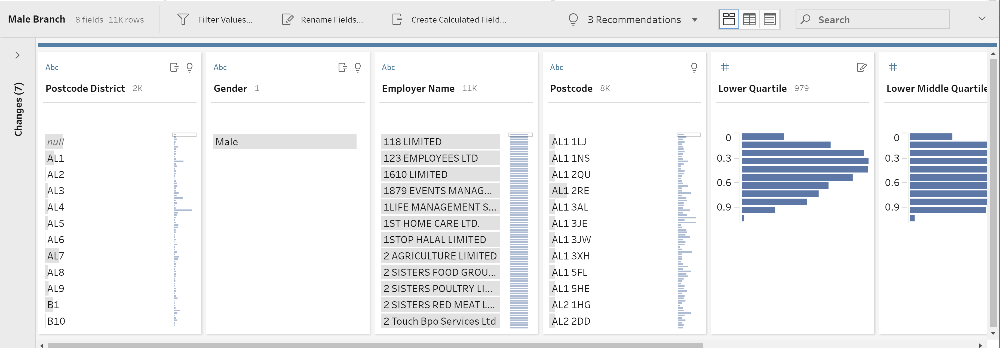 Male Branch 8 fields 11K rows Filter Values... Rename Fields... Create Calculated Field... 3 Recommendations Search
Changes (7)
Abc
Postcode District 2K
null
AL1
AL2
AL3
AL4
AL5
AL6
AL7
AL8
AL9
B1
B10
Abc
Gender 1
Male
Abc
Employer Name 11K
118 LIMITED
123 EMPLOYEES LTD
1610 LIMITED
1879 EVENTS MANAG...
1LIFE MANAGEMENT S...
1ST HOME CARE LTD.
1STOP HALAL LIMITED
2 AGRICULTURE LIMITED
2 SISTERS FOOD GROU...
2 SISTERS POULTRY LI...
2 SISTERS RED MEAT L...
2 Touch Bpo Services Ltd
Abc
Postcode 8K
AL1 1LJ
AL1 1NS
AL1 2QU
AL1 2RE
AL1 3AL
AL1 3JE
AL1 3JW
AL1 3XH
AL1 5FL
AL1 5HE
AL2 1HG
AL2 2DD
#
Lower Quartile 979
0
0.3
0.6
0.9
#
Lower Middle Quartile
0
0.3
0.6
0.9